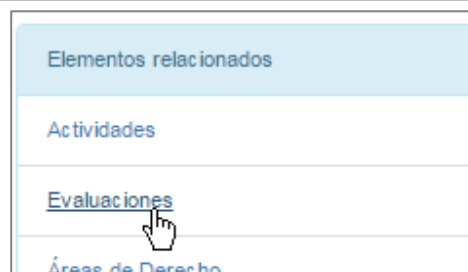 Elementos relacionados
Actividades
Evaluaciones
Áreas de Derecho